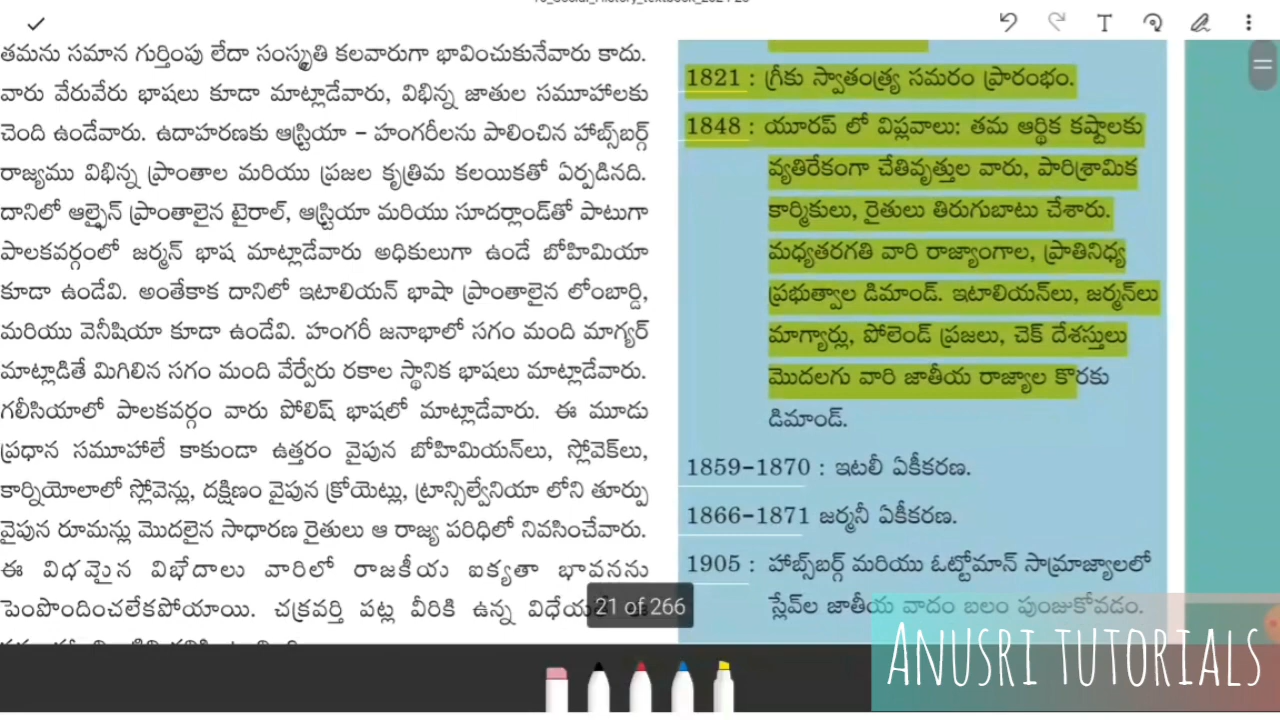 తమను సమాన గుర్తింపు లేదా సంస్కృతి కలవారుగా భావించుకునేవారు కాదు.
వారు వేరువేరు భాషలు కూడా మాట్లాడేవారు, విభిన్న జాతుల సమూహాలకు
చెంది ఉండేవారు. ఉదాహరణకు ఆస్ట్రియా – హంగరీలను పాలించిన హాబ్స్‌బర్గ్
రాజ్యము విభిన్న ప్రాంతాల మరియు ప్రజల కృత్రిమ కలయికతో ఏర్పడినది.
దానిలో ఆల్ఫైన్ ప్రాంతాలైన టైరాల్, ఆస్ట్రియా మరియు సూదర్లాండ్‌తో పాటుగా
పాలకవర్గంలో జర్మన్ భాష మాట్లాడేవారు అధికులుగా ఉండే బోహిమియా
కూడా ఉండేవి. అంతేకాక దానిలో ఇటాలియన్ భాషా ప్రాంతాలైన లోంబార్డి,
మరియు వెనీషియా కూడా ఉండేవి. హంగరీ జనాభాలో సగం మంది మాగ్యర్
మాట్లాడితే మిగిలిన సగం మంది వేర్వేరు రకాల స్థానిక భాషలు మాట్లాడేవారు.
గలీసియాలో పాలకవర్గం వారు పోలిష్ భాషలో మాట్లాడేవారు. ఈ మూడు
ప్రధాన సమూహాలే కాకుండా ఉత్తరం వైపున బోహిమియన్‌లు, స్లోవెక్‌లు,
కార్నియోలాలో స్లోవెన్లు, దక్షిణం వైపున క్రోయెట్లు, ట్రాన్సిల్వేనియా లోని తూర్పు
వైపున రూమన్లు మొదలైన సాధారణ రైతులు ఆ రాజ్య పరిధిలో నివసించేవారు.
ఈ విధమైన విభేదాలు వారిలో రాజకీయ ఐక్యతా భావనను
పెంపొందించలేకపోయాయి. చక్రవర్తి పట్ల వీరికి ఉన్న
1821 : గ్రీకు స్వాతంత్ర్య సమరం ప్రారంభం.
1848 : యూరప్ లో విప్లవాలు: తమ ఆర్థిక కష్టాలకు
వ్యతిరేకంగా చేతివృత్తుల వారు, పారిశ్రామిక
కార్మికులు, రైతులు తిరుగుబాటు చేశారు.
మధ్యతరగతి వారి రాజ్యాంగాల, ప్రాతినిధ్య
ప్రభుత్వాల డిమాండ్. ఇటాలియన్‌లు, జర్మన్‌లు
మాగ్యార్లు, పోలెండ్ ప్రజలు, చెక్ దేశస్తులు
మొదలగు వారి జాతీయ రాజ్యాల కొరకు
డిమాండ్.
1859-1870 : ఇటలీ ఏకీకరణ.
1866-1871 జర్మనీ ఏకీకరణ.
1905 : హాబ్స్‌బర్గ్ మరియు ఓట్టోమాన్ సామ్రాజ్యాలలో
స్లేవ్‌ల జాతీయ వాదం బలం పుంజుకోవడం.
21 of 266
ANUSRI TUTORIALS